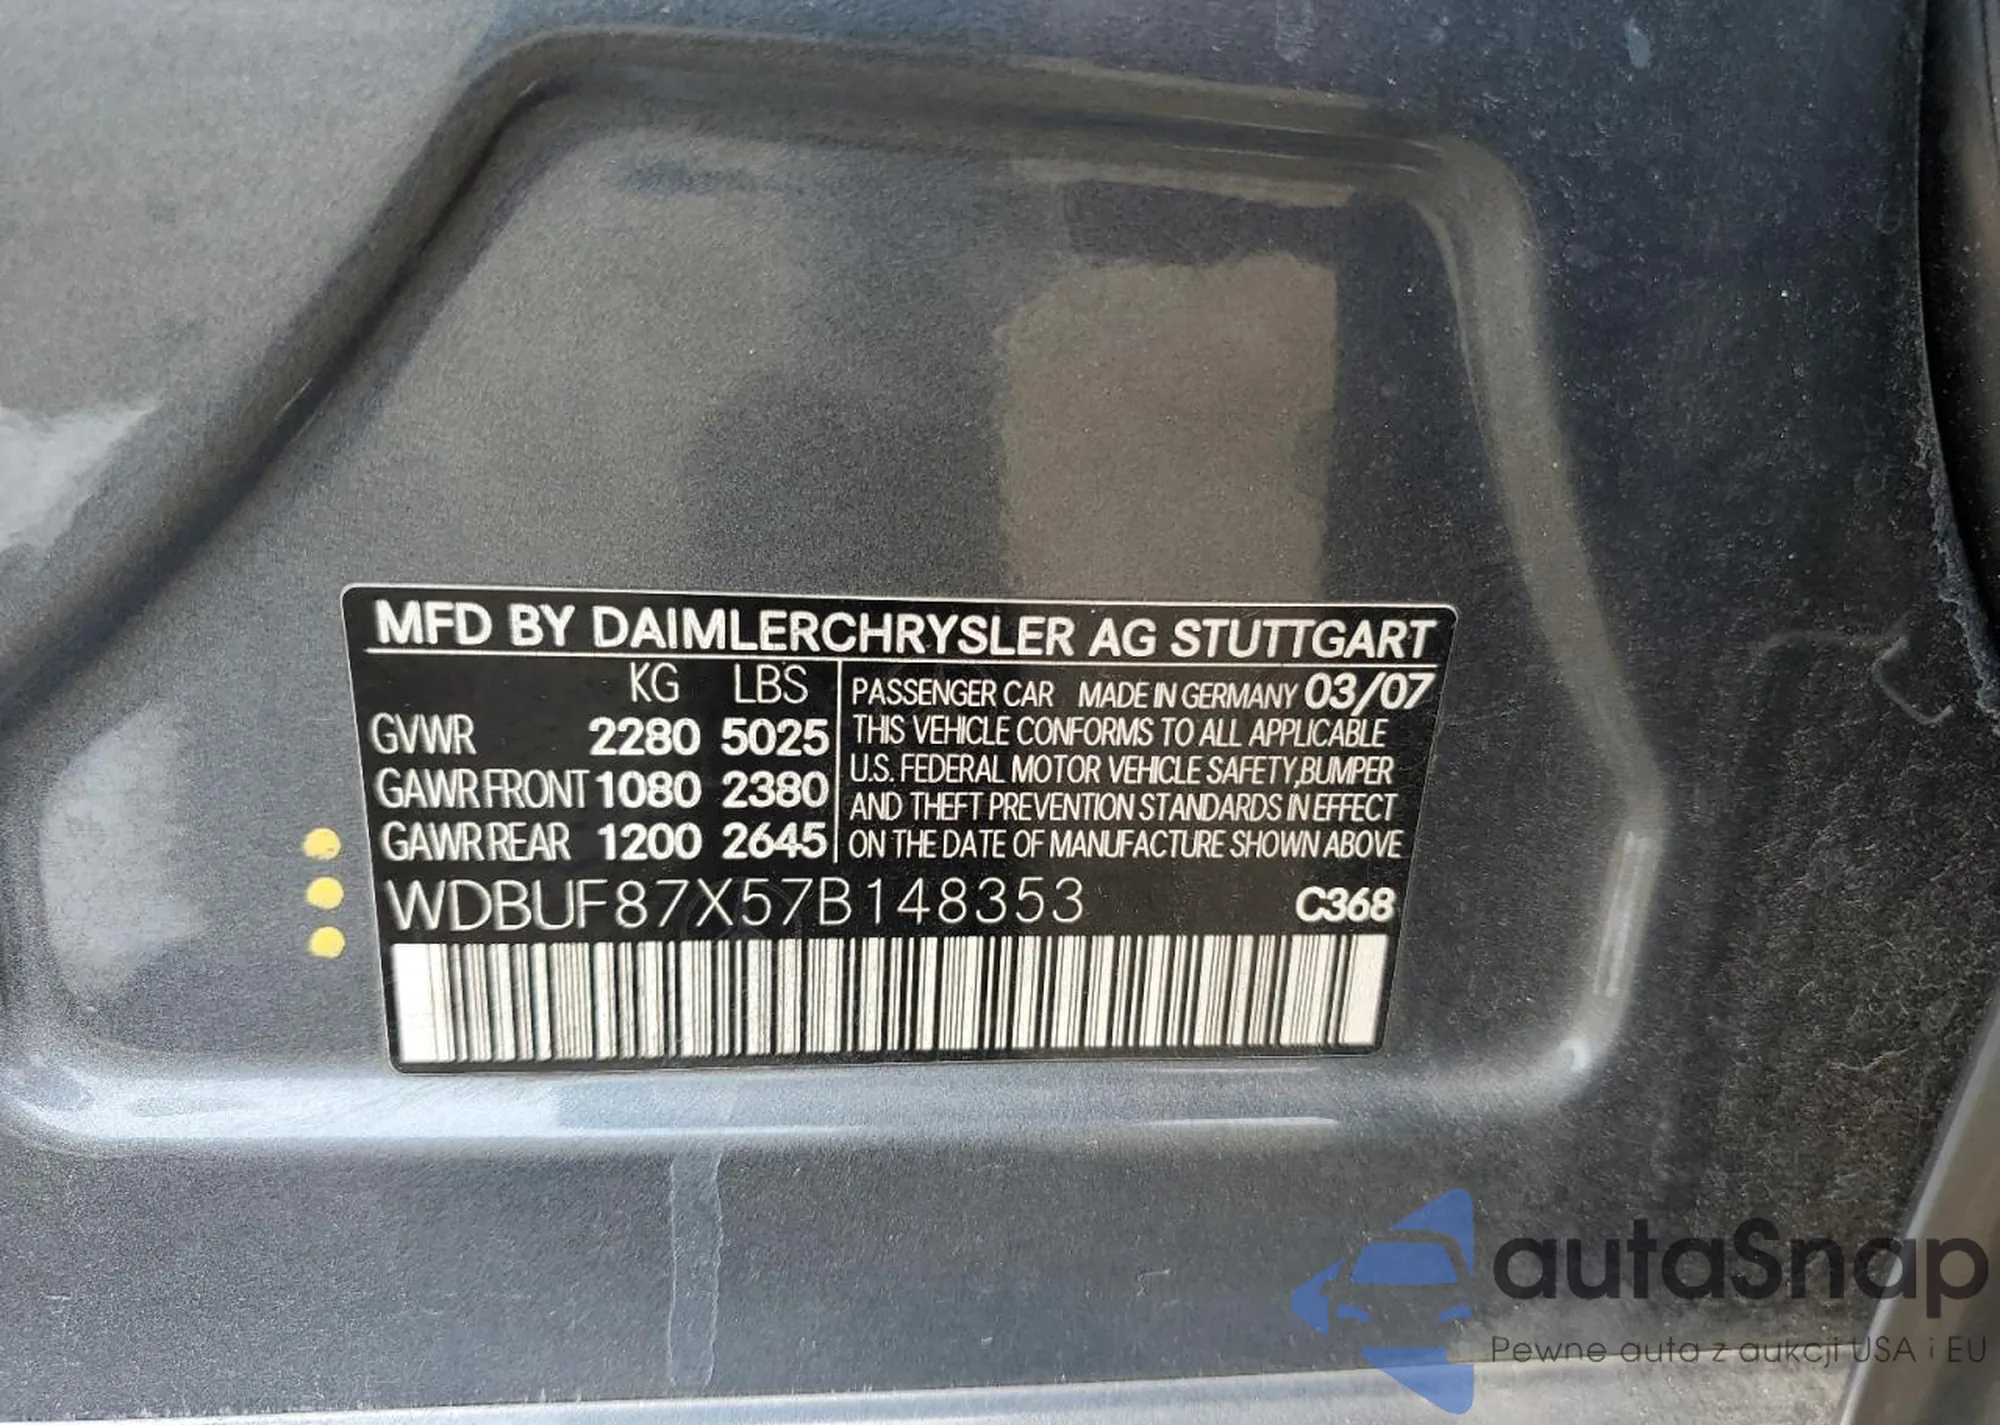 MFD BY DAIMLERCHRYSLER AG STUTTGART
KG LBS
GVWR 2280 5025
GAWR FRONT 1080 2380
GAWR REAR 1200 2645
PASSENGER CAR MADE IN GERMANY 03/07
THIS VEHICLE CONFORMS TO ALL APPLICABLE
U.S. FEDERAL MOTOR VEHICLE SAFETY, BUMPER
AND THEFT PREVENTION STANDARDS IN EFFECT
ON THE DATE OF MANUFACTURE SHOWN ABOVE
WDBUF87X57B148353 C368
autaSnap
Pewne auta z aukcji USA i EU